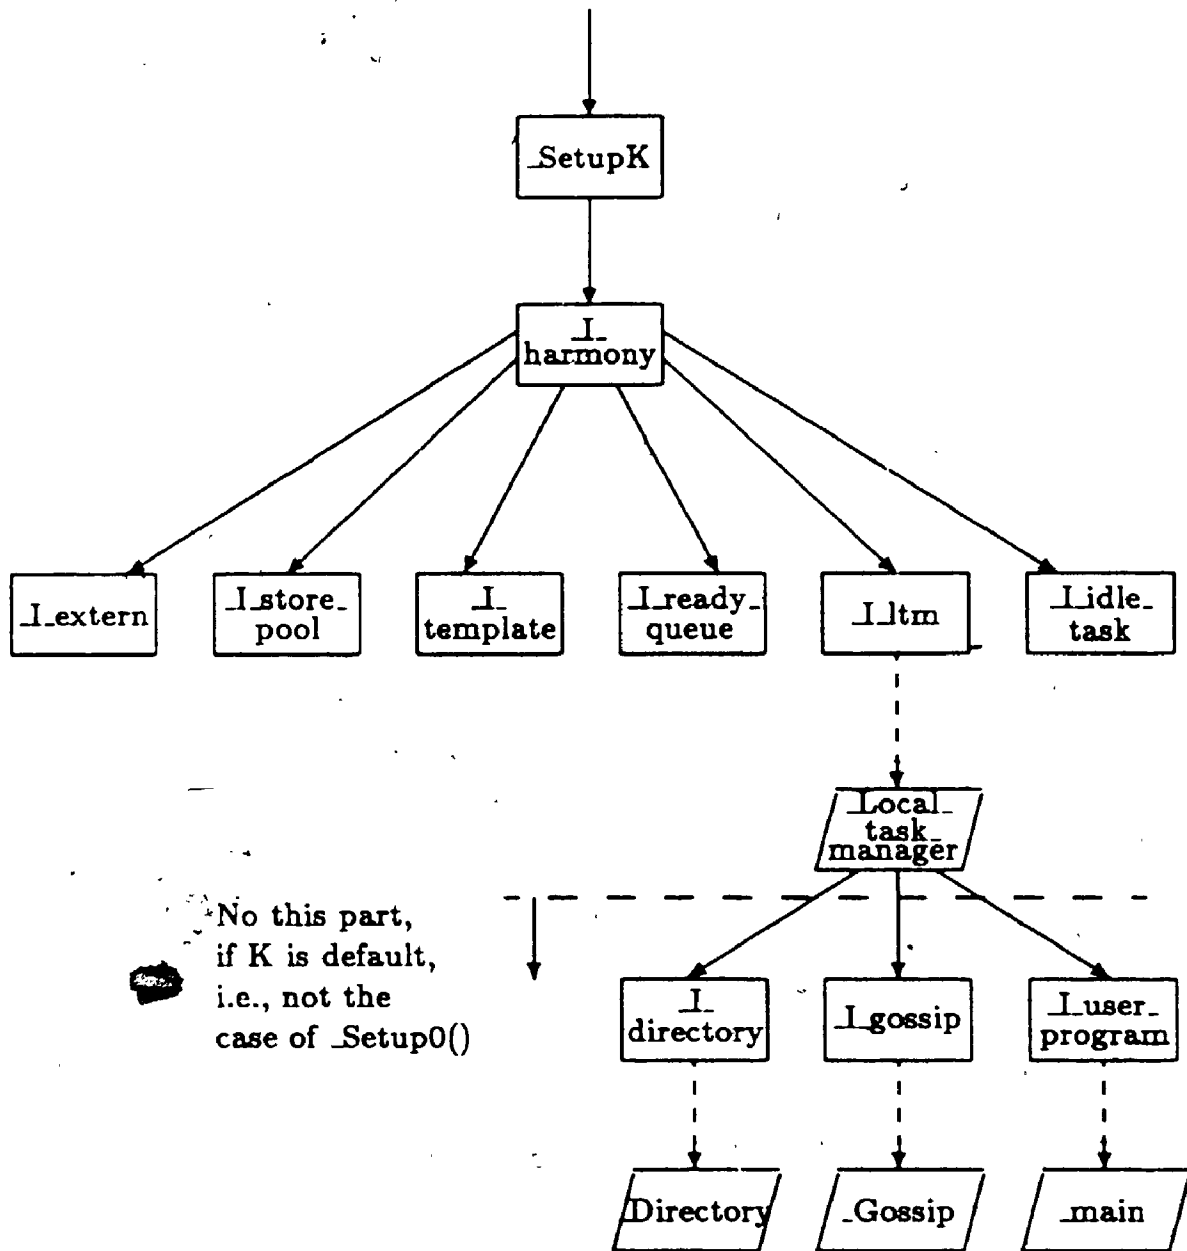 _SetupK
_I_
harmony
_I_extern
_I_store_
pool
_I_
template
_I_ready_
queue
_I_ltm
_I_idle_
task
_Local_
task_
manager
No this part,
if K is default,
i.e., not the
case of _Setup0()
_I_
directory
_I_gossip
_I_user_
program
_Directory
_Gossip
_main